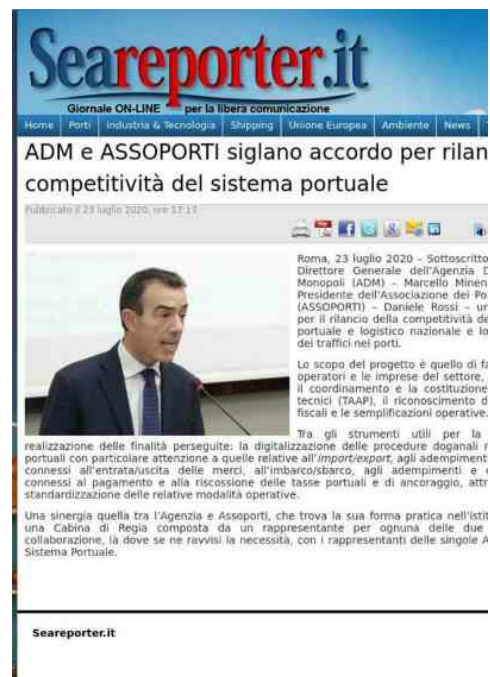 Seareporter.it
Giornale ON-LINE per la libera comunicazione
Home Porti Industria & Tecnologia Shipping Unione Europea Ambiente News
ADM e ASSOPORTI siglano accordo per rilan
competitività del sistema portuale
Pubblicato il 23 luglio 2020, ore 17:17
Roma, 23 luglio 2020 – Sottoscritto
Direttore Generale dell'Agenzia D
Monopoli (ADM) – Marcello Minen
Presidente dell'Associazione dei Po
(ASSOPORTI) – Daniele Rossi – un
per il rilancio della competitività de
portuale e logistico nazionale e lo
dei traffici nei porti.
Lo scopo del progetto è quello di fa
operatori e le imprese del settore,
il coordinamento e la costituzione
tecnici (TAAP), il riconoscimento d
fiscali e le semplificazioni operative.
Tra gli strumenti utili per la
realizzazione delle finalità perseguite: la digitalizzazione delle procedure doganali n
portuali con particolare attenzione a quelle relative all'import/export, agli adempiment
connessi all'entrata/uscita delle merci, all'imbarco/sbarco, agli adempimenti e
connessi al pagamento e alla riscossione delle tasse portuali e di ancoraggio, attr
standardizzazione delle relative modalità operative.
Una sinergia quella tra l'Agenzia e Assoporti, che trova la sua forma pratica nell'istit
una Cabina di Regia composta da un rappresentante per ognuna delle due
collaborazione, là dove se ne ravvisi la necessità, con i rappresentanti delle singole A
Sistema Portuale.
Seareporter.it